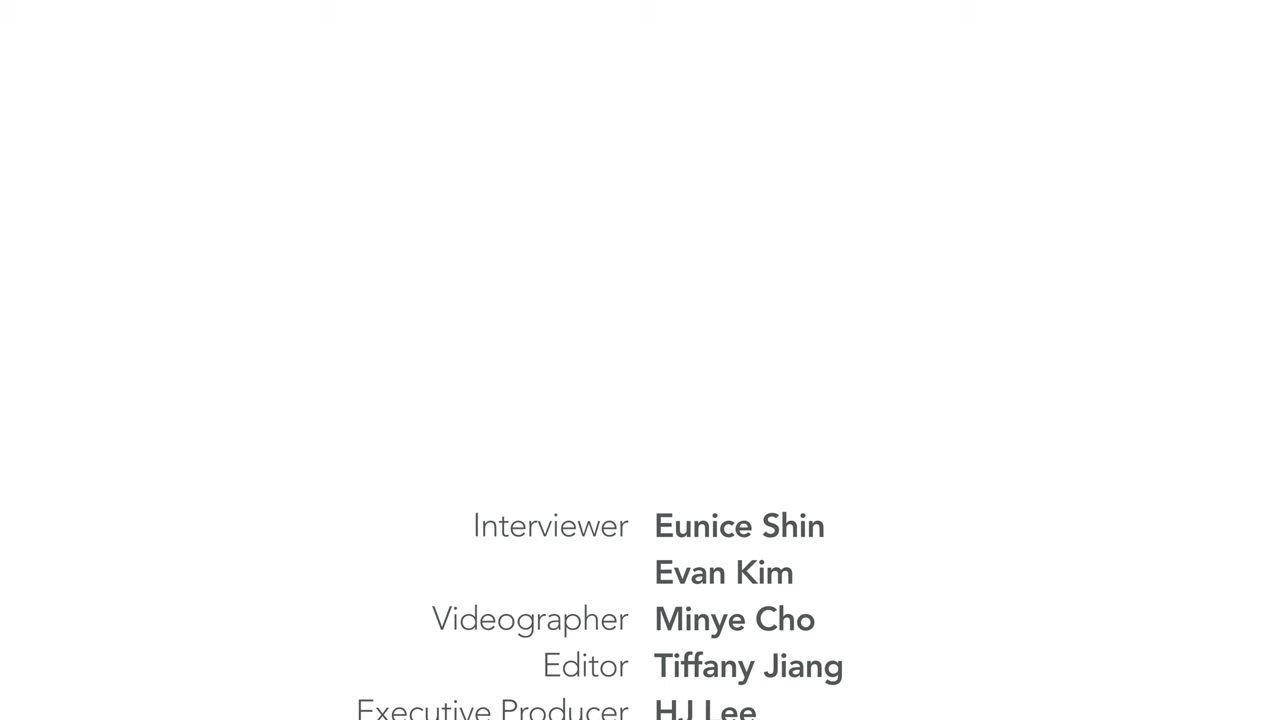 Interviewer Eunice Shin
Evan Kim
Videographer Minye Cho
Editor Tiffany Jiang
Executive Producer HJ Lee